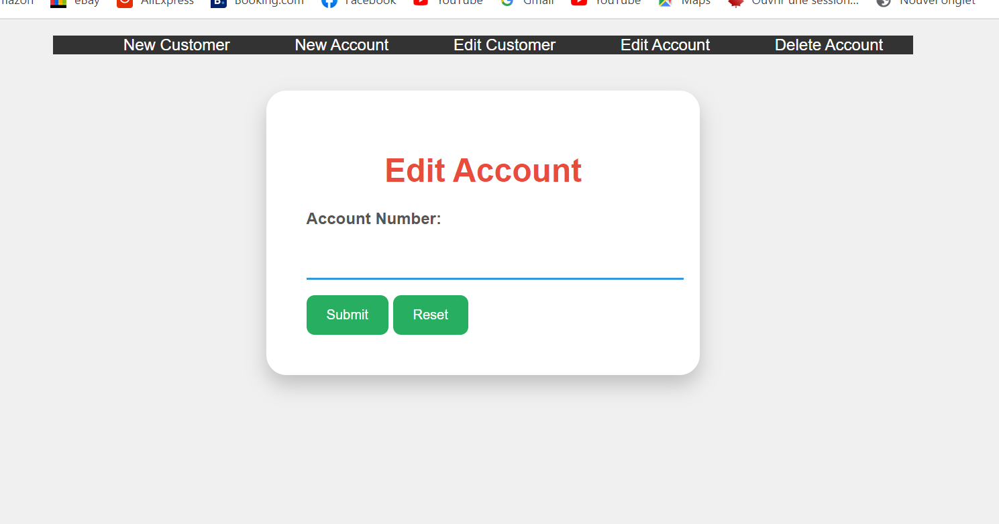 eBay AliExpress Booking.com Facebook YouTube Gmail YouTube Maps Ouvrir une session... Nouvel onglet
New Customer New Account Edit Customer Edit Account Delete Account
Edit Account
Account Number:
Submit Reset